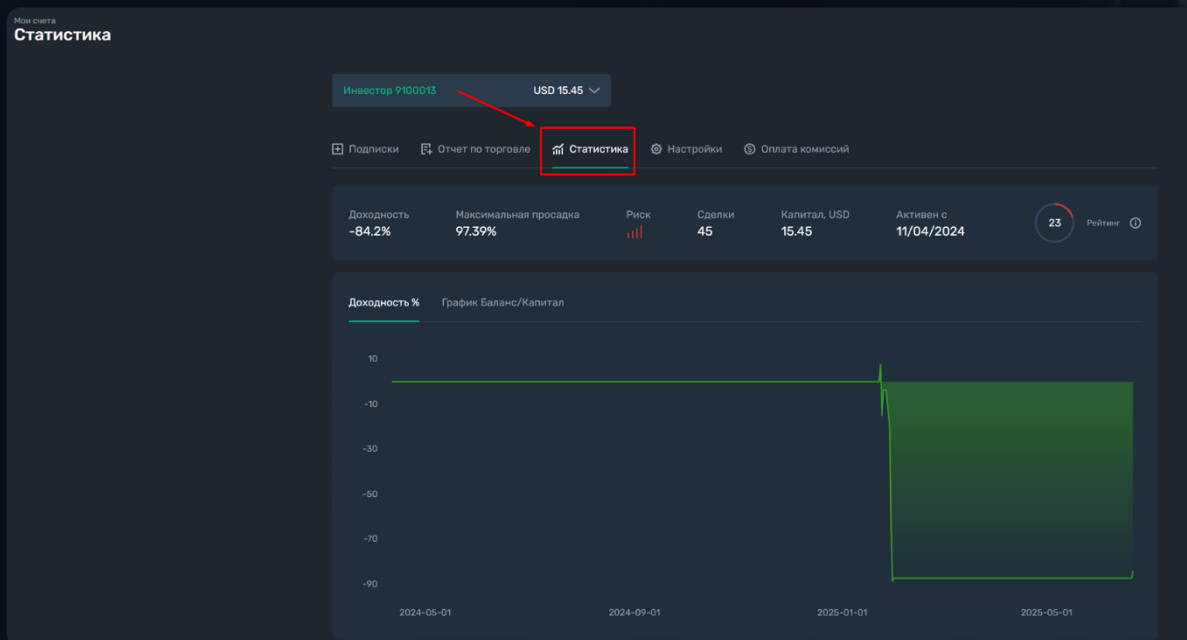 Мои счета
Статистика
Инвестор 9100013 USD 15.45
Подписки Отчет по торговле Статистика Настройки Оплата комиссий
Доходность Максимальная просадка Риск Сделки Капитал, USD Активен с
-84.2% 97.39% 45 15.45 11/04/2024 23 Рейтинг
Доходность % График Баланс/Капитал
10
-10
-30
-50
-70
-90
2024-05-01 2024-09-01 2025-01-01 2025-05-01